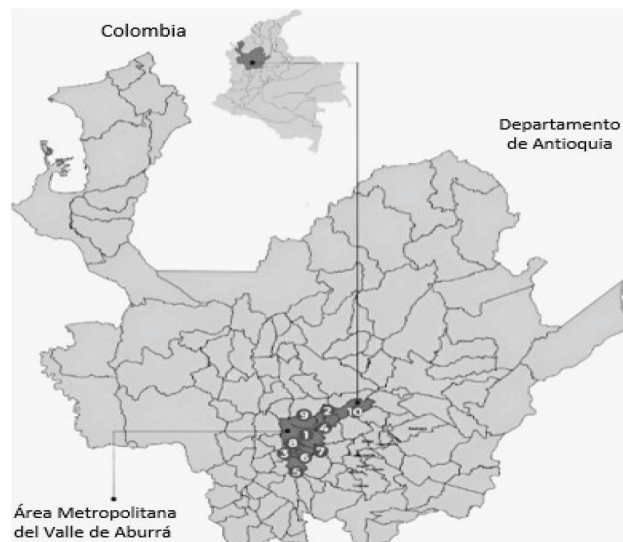 Colombia
Departamento
de Antioquia
9
2
10
4
1
8
3
6
7
5
Área Metropolitana
del Valle de Aburrá